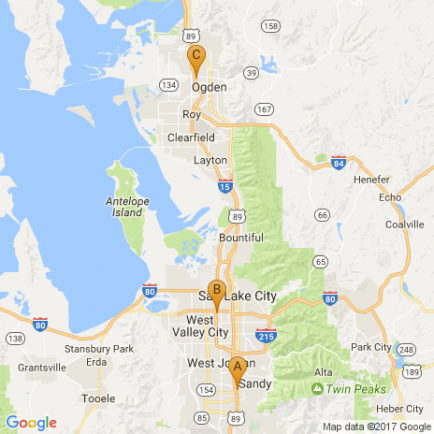 158
89
C
134
Ogden
39
Roy
167
Clearfield
Layton
84
Henefer
15
Antelope
Island
Echo
89
66
Coalville
Bountiful
65
B
80
Salt Lake City
80
80
West
Valley City
138
215
Stansbury Park
Erda
Park City
248
West Jordan
A
Grantsville
Alta
189
154
Sandy
Twin Peaks
Tooele
89
Heber City
Google
Map data ©2017 Google